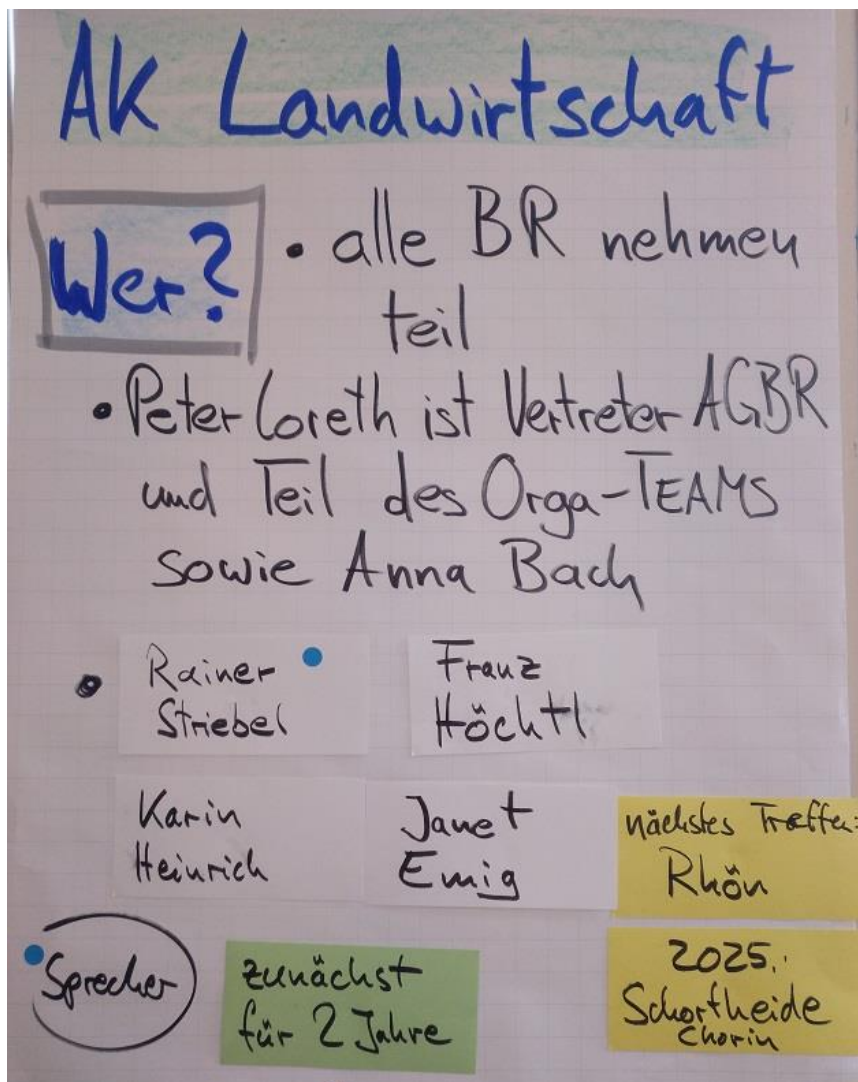 AK Landwirtschaft
Wer?
• alle BR nehmen
teil
• Peter Loreth ist Vertreter AGBR
und Teil des Orga-TEAMS
sowie Anna Bach
• Rainer
Striebel
Franz
Höchtl
Karin
Heinrich
Janet
Emig
nächstes Treffen:
Rhön
Sprecher
zunächst
für 2 Jahre
2025:
Schorfheide
Chorin